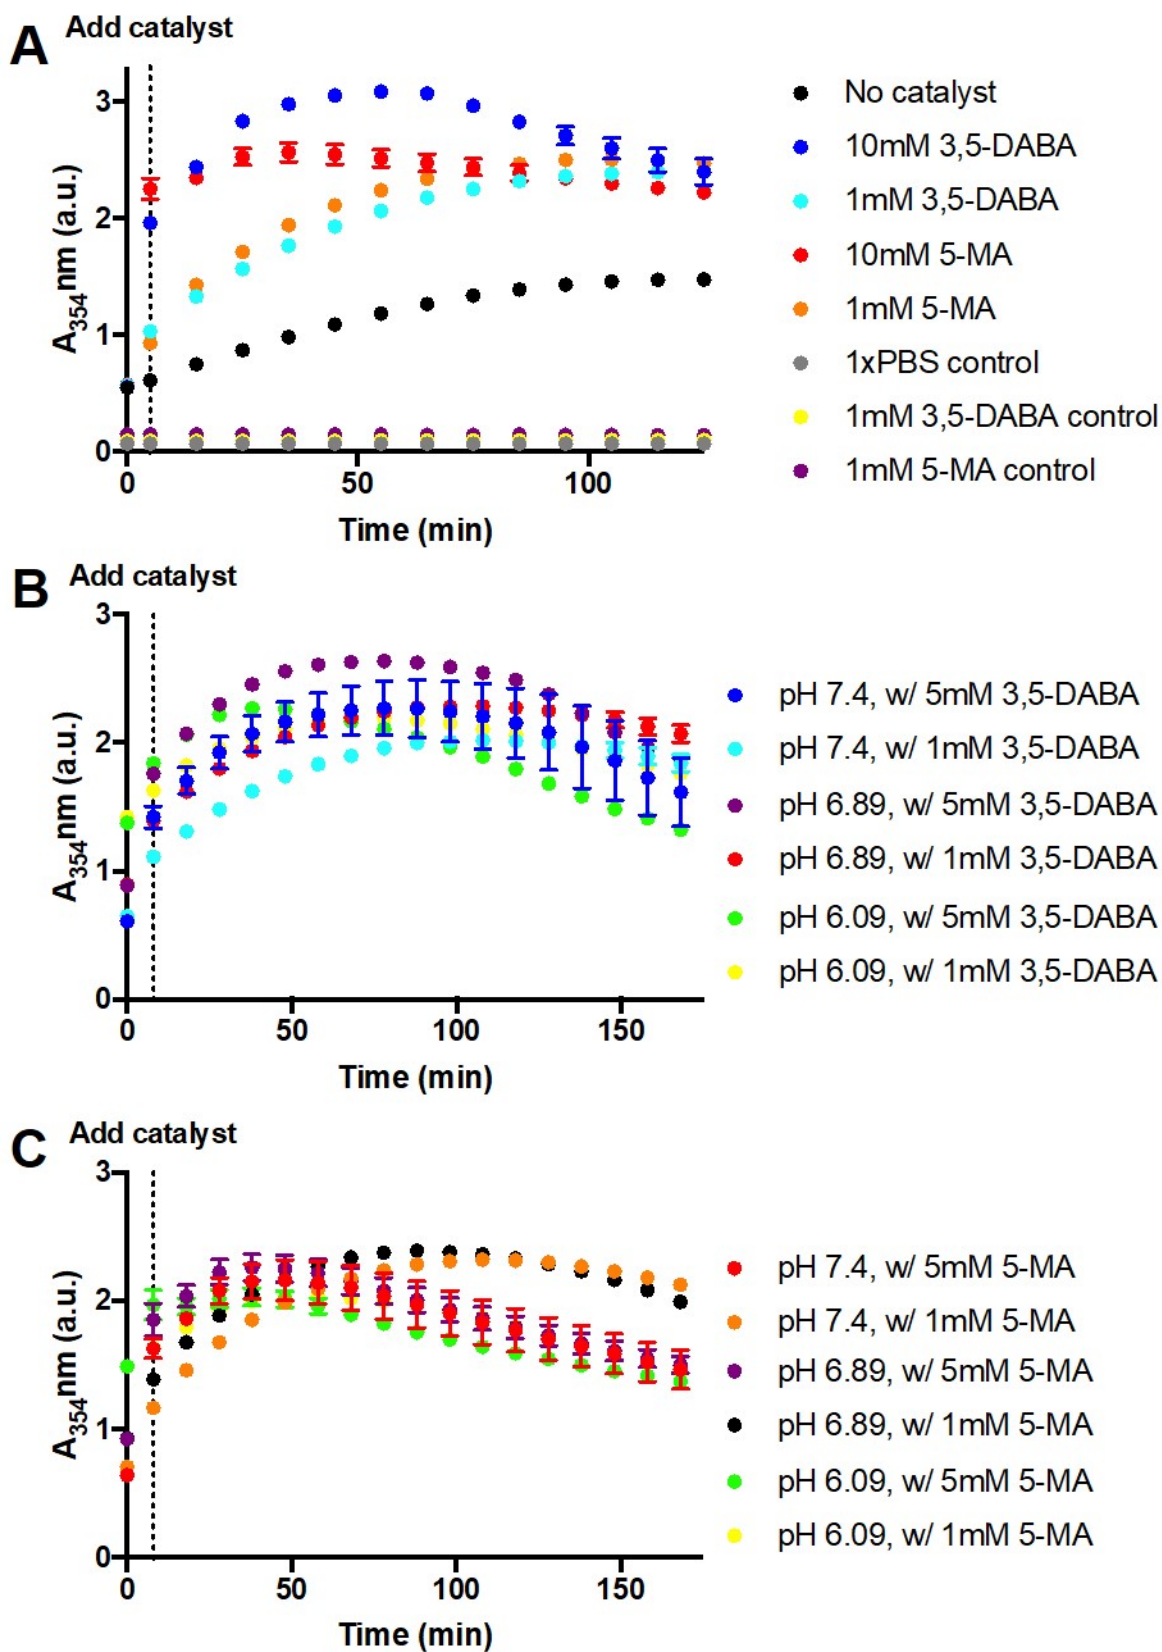 A
Add catalyst
A354nm (a.u.)
3
2
1
0
0
50
100
Time (min)
No catalyst
10mM 3,5-DABA
1mM 3,5-DABA
10mM 5-MA
1mM 5-MA
1xPBS control
1mM 3,5-DABA control
1mM 5-MA control
B
Add catalyst
A354nm (a.u.)
3
2
1
0
0
50
100
150
Time (min)
pH 7.4, w/ 5mM 3,5-DABA
pH 7.4, w/ 1mM 3,5-DABA
pH 6.89, w/ 5mM 3,5-DABA
pH 6.89, w/ 1mM 3,5-DABA
pH 6.09, w/ 5mM 3,5-DABA
pH 6.09, w/ 1mM 3,5-DABA
C
Add catalyst
A354nm (a.u.)
3
2
1
0
0
50
100
150
Time (min)
pH 7.4, w/ 5mM 5-MA
pH 7.4, w/ 1mM 5-MA
pH 6.89, w/ 5mM 5-MA
pH 6.89, w/ 1mM 5-MA
pH 6.09, w/ 5mM 5-MA
pH 6.09, w/ 1mM 5-MA